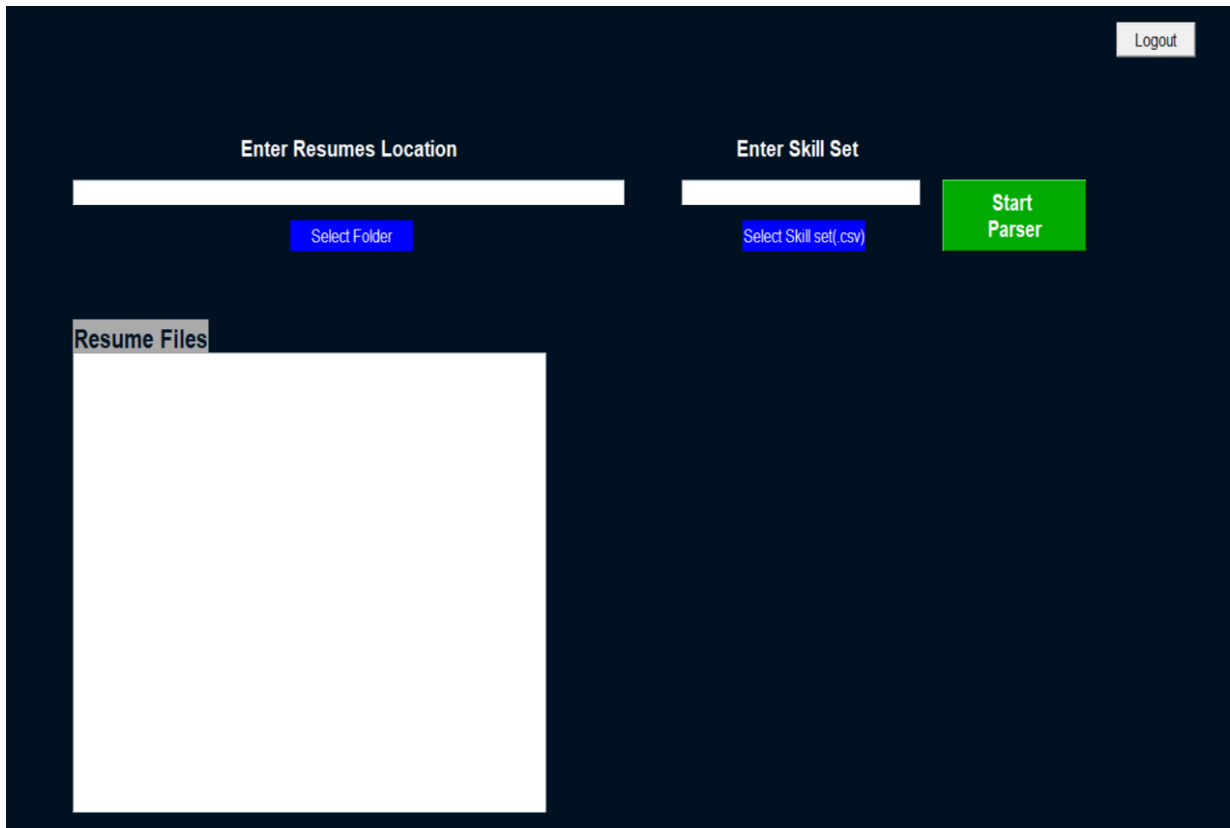 Logout
Enter Resumes Location
Enter Skill Set
Select Folder
Select Skill set(.csv)
Start
Parser
Resume Files